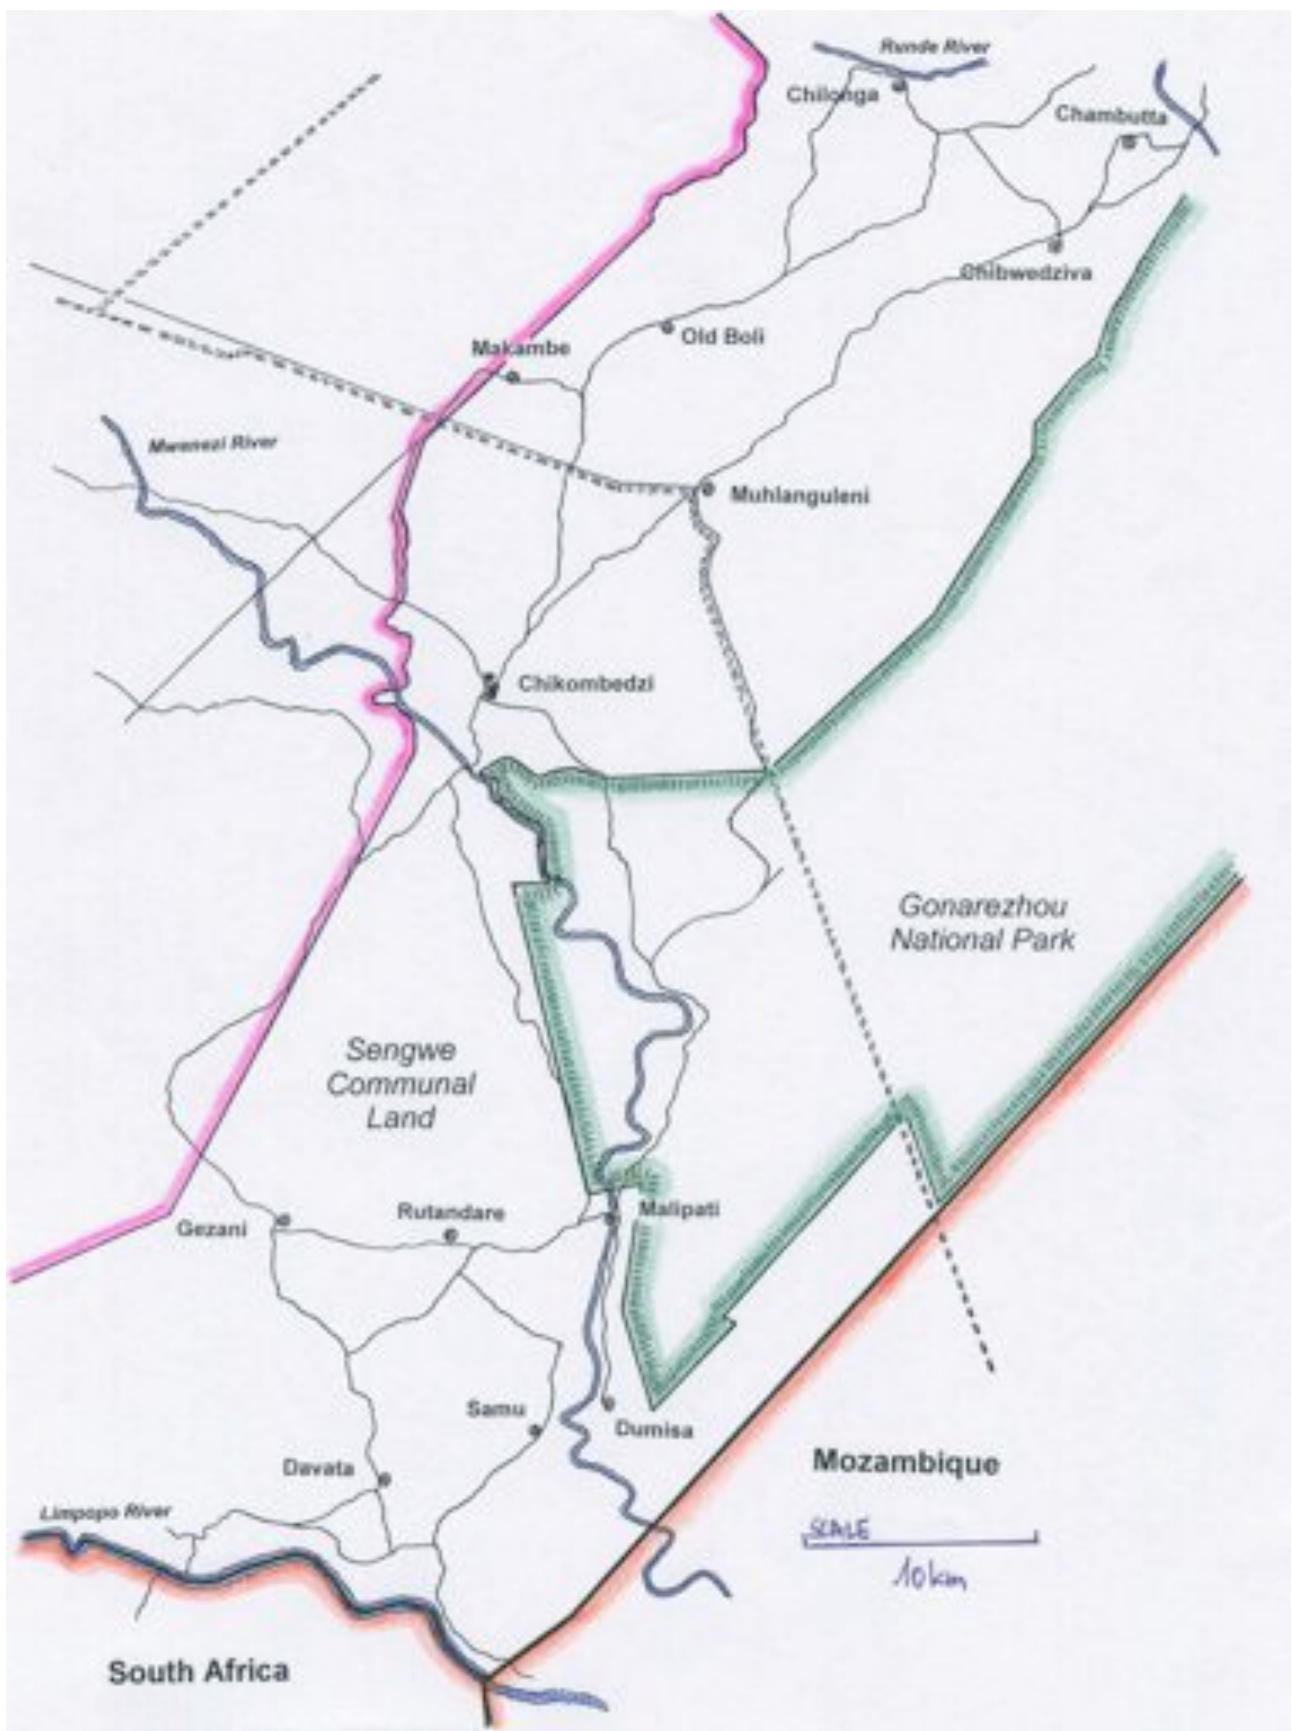 Runde River
Chilonga
Chambutta
Chibwedziva
Old Boli
Makambe
Mwenezi River
Muhlanguleni
Chikombedzi
Gonarezhou
National Park
Sengwe
Communal
Land
Gezani
Rutandare
Malipati
Samu
Dumisa
Davata
Mozambique
Limpopo River
SCALE
10km
South Africa